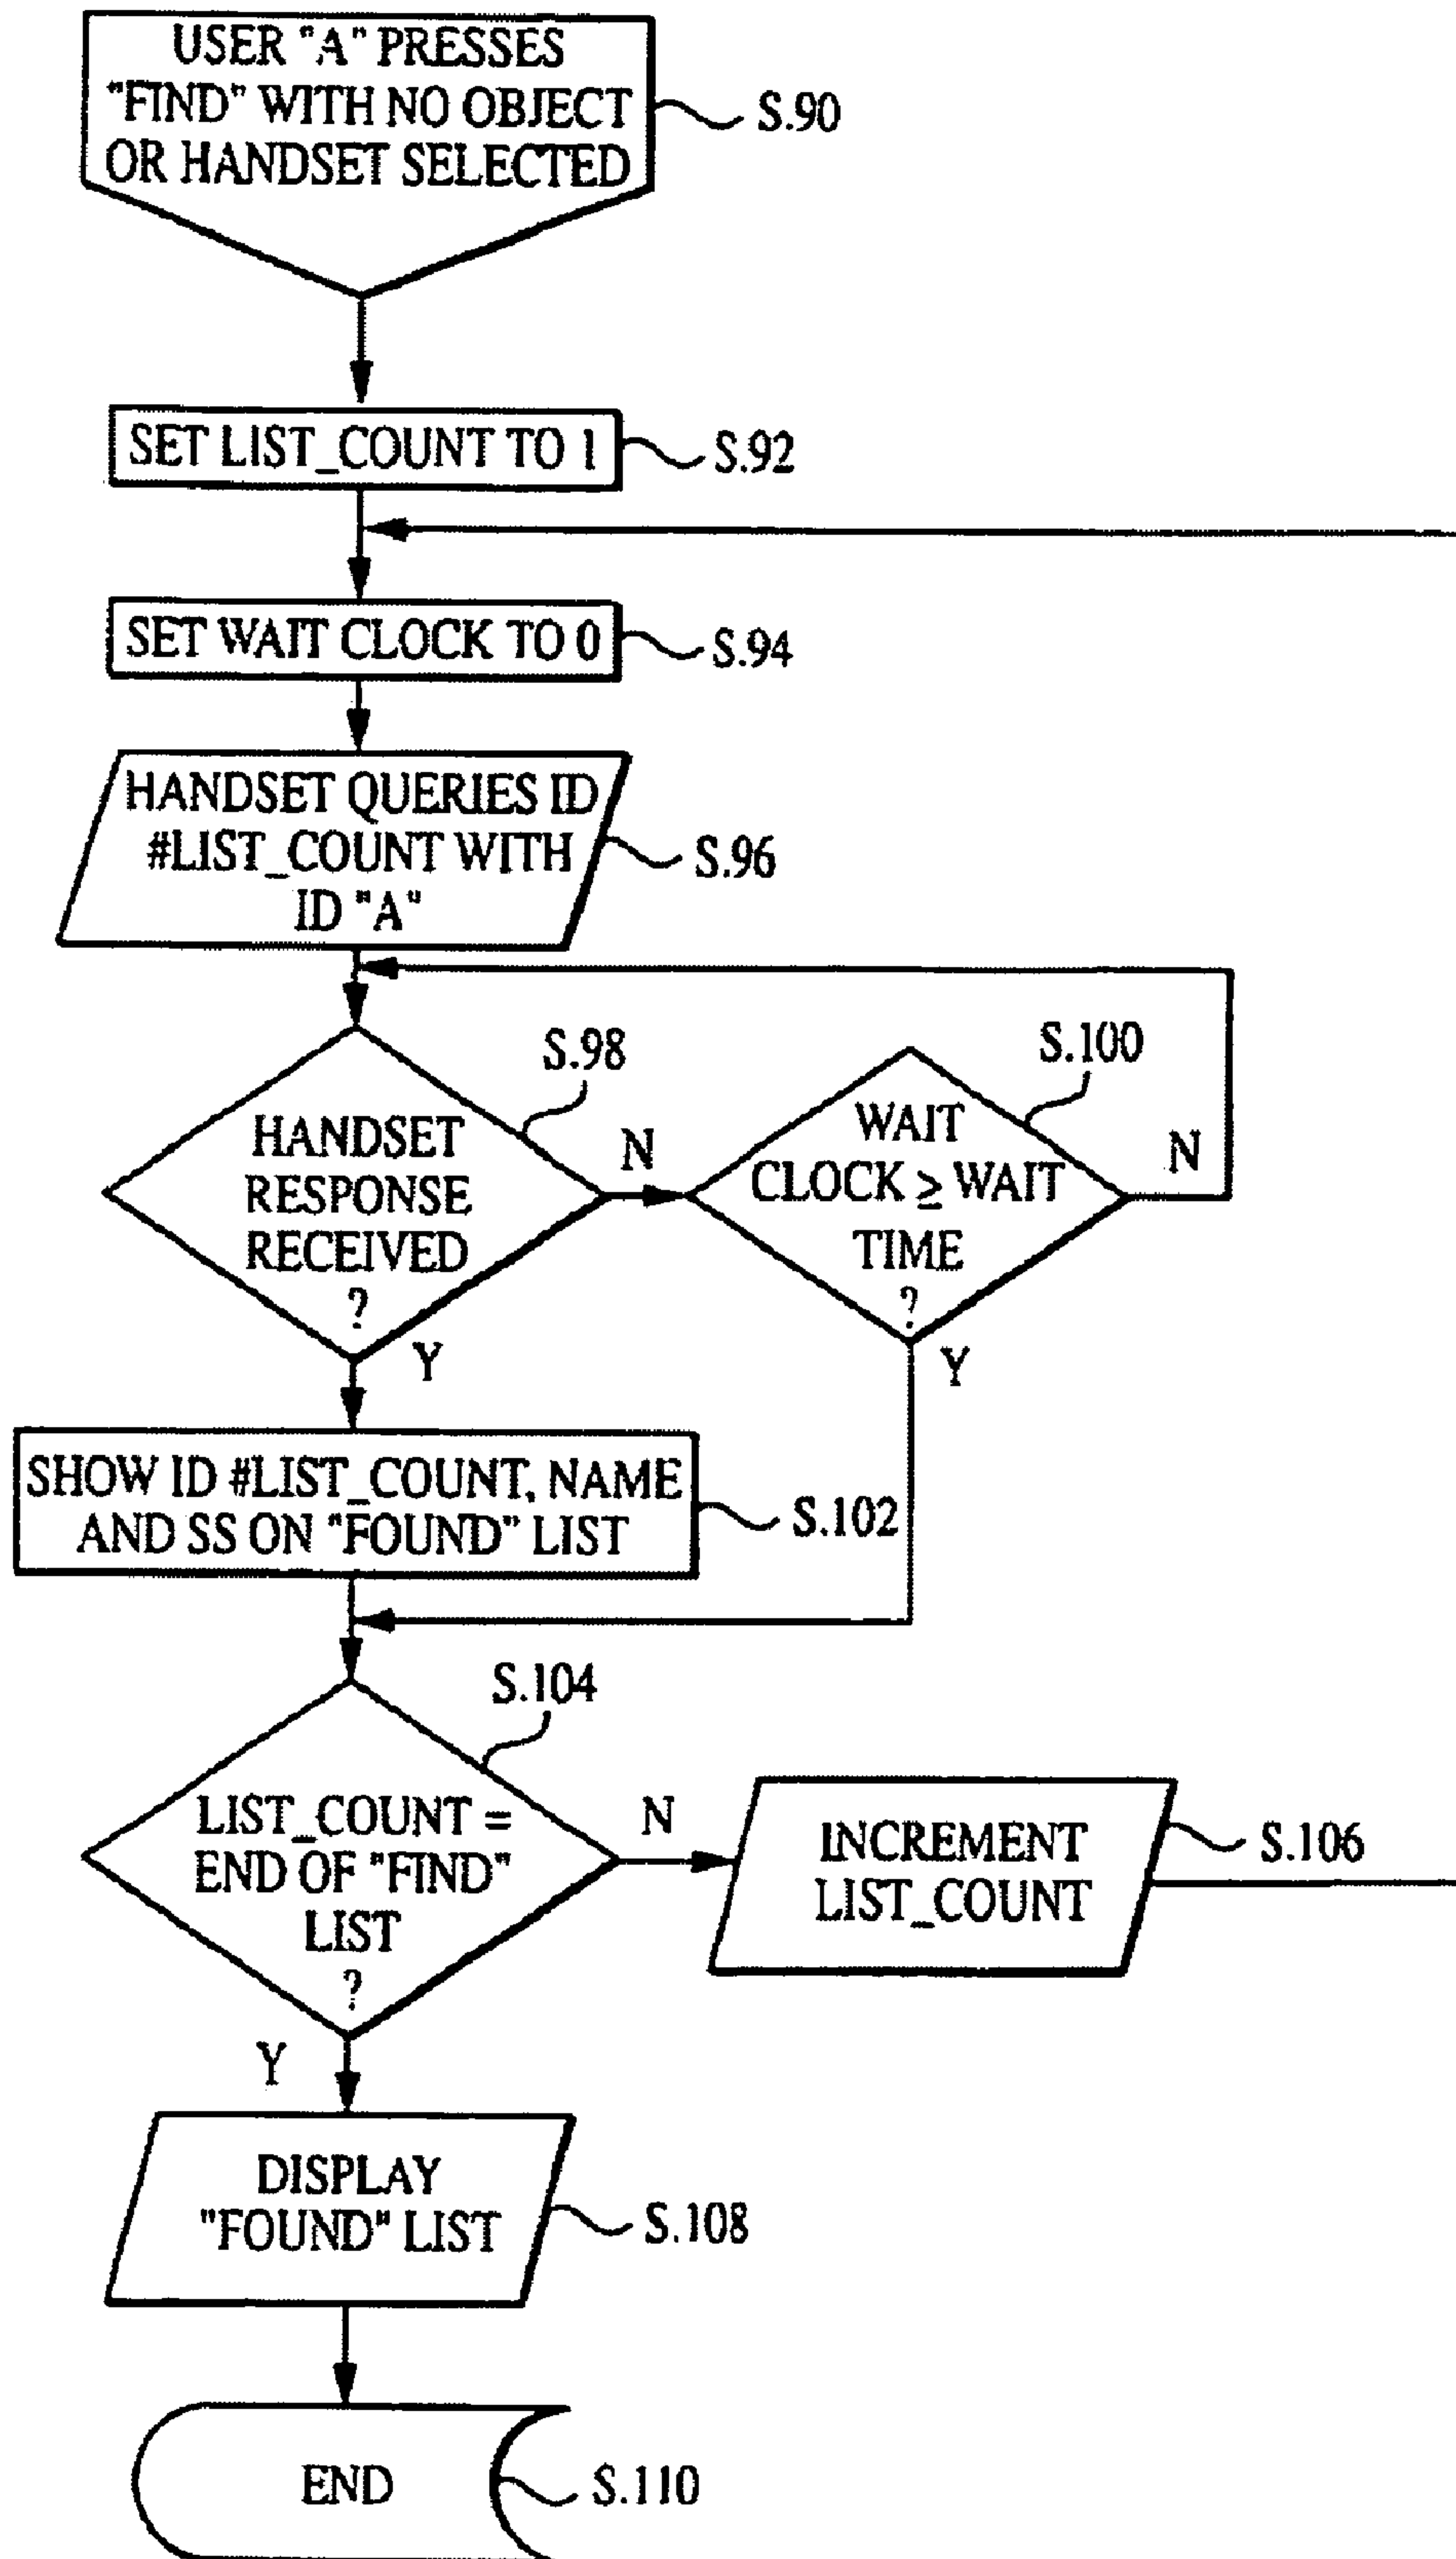 USER "A" PRESSES
"FIND" WITH NO OBJECT
OR HANDSET SELECTED
S.90
SET LIST_COUNT TO 1
S.92
SET WAIT CLOCK TO 0
S.94
HANDSET QUERIES ID
#LIST_COUNT WITH
ID "A"
S.96
HANDSET
RESPONSE
RECEIVED
?
S.98
N
Y
WAIT
CLOCK ≥ WAIT
TIME
?
S.100
N
Y
SHOW ID #LIST_COUNT, NAME
AND SS ON "FOUND" LIST
S.102
LIST_COUNT =
END OF "FIND"
LIST
?
S.104
N
Y
INCREMENT
LIST_COUNT
S.106
DISPLAY
"FOUND" LIST
S.108
END
S.110